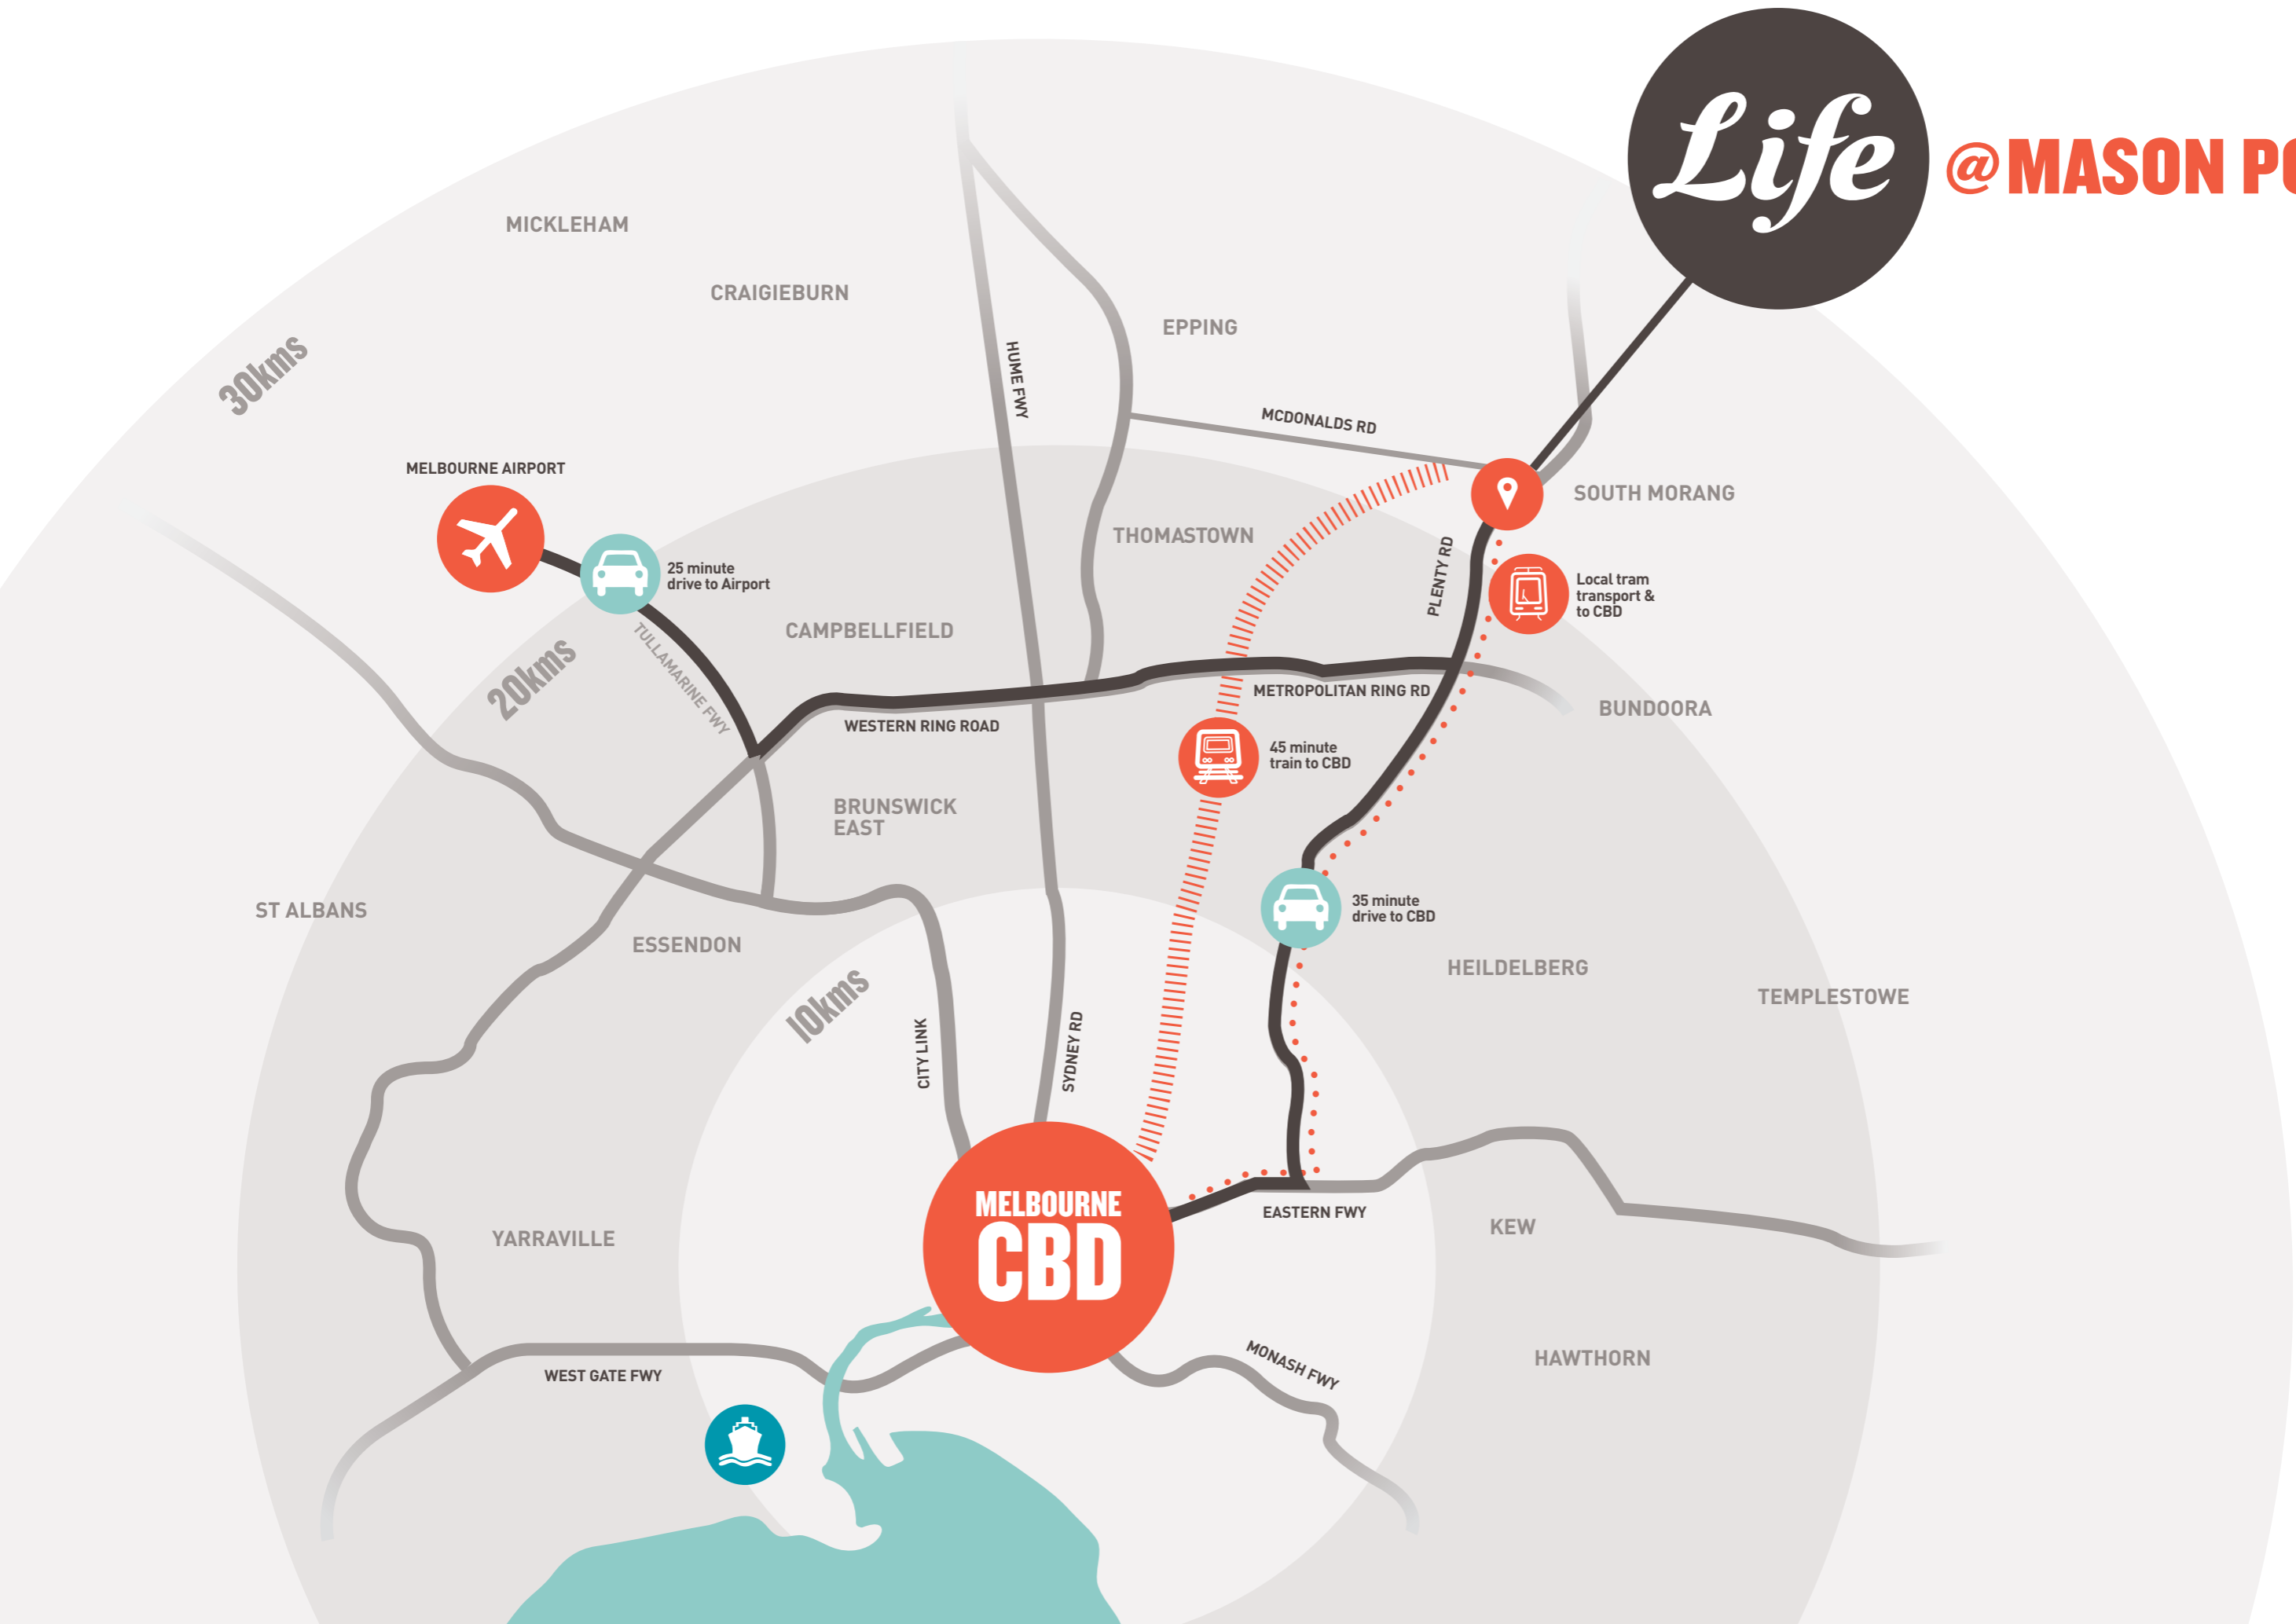 Life
@MASON PO
MICKLEHAM
CRAIGIEBURN
EPPING
30kms
HUME FWY
MCDONALDS RD
MELBOURNE AIRPORT
SOUTH MORANG
THOMASTOWN
25 minute
drive to Airport
PLENTY RD
Local tram
transport &
to CBD
TULLAMARINE FWY
CAMPBELLFIELD
20kms
METROPOLITAN RING RD
BUNDOORA
WESTERN RING ROAD
45 minute
train to CBD
BRUNSWICK
EAST
ST ALBANS
35 minute
drive to CBD
ESSENDON
HEILDELBERG
10kms
TEMPLESTOWE
CITY LINK
SYDNEY RD
MELBOURNE
CBD
EASTERN FWY
KEW
YARRAVILLE
WEST GATE FWY
MONASH FWY
HAWTHORN